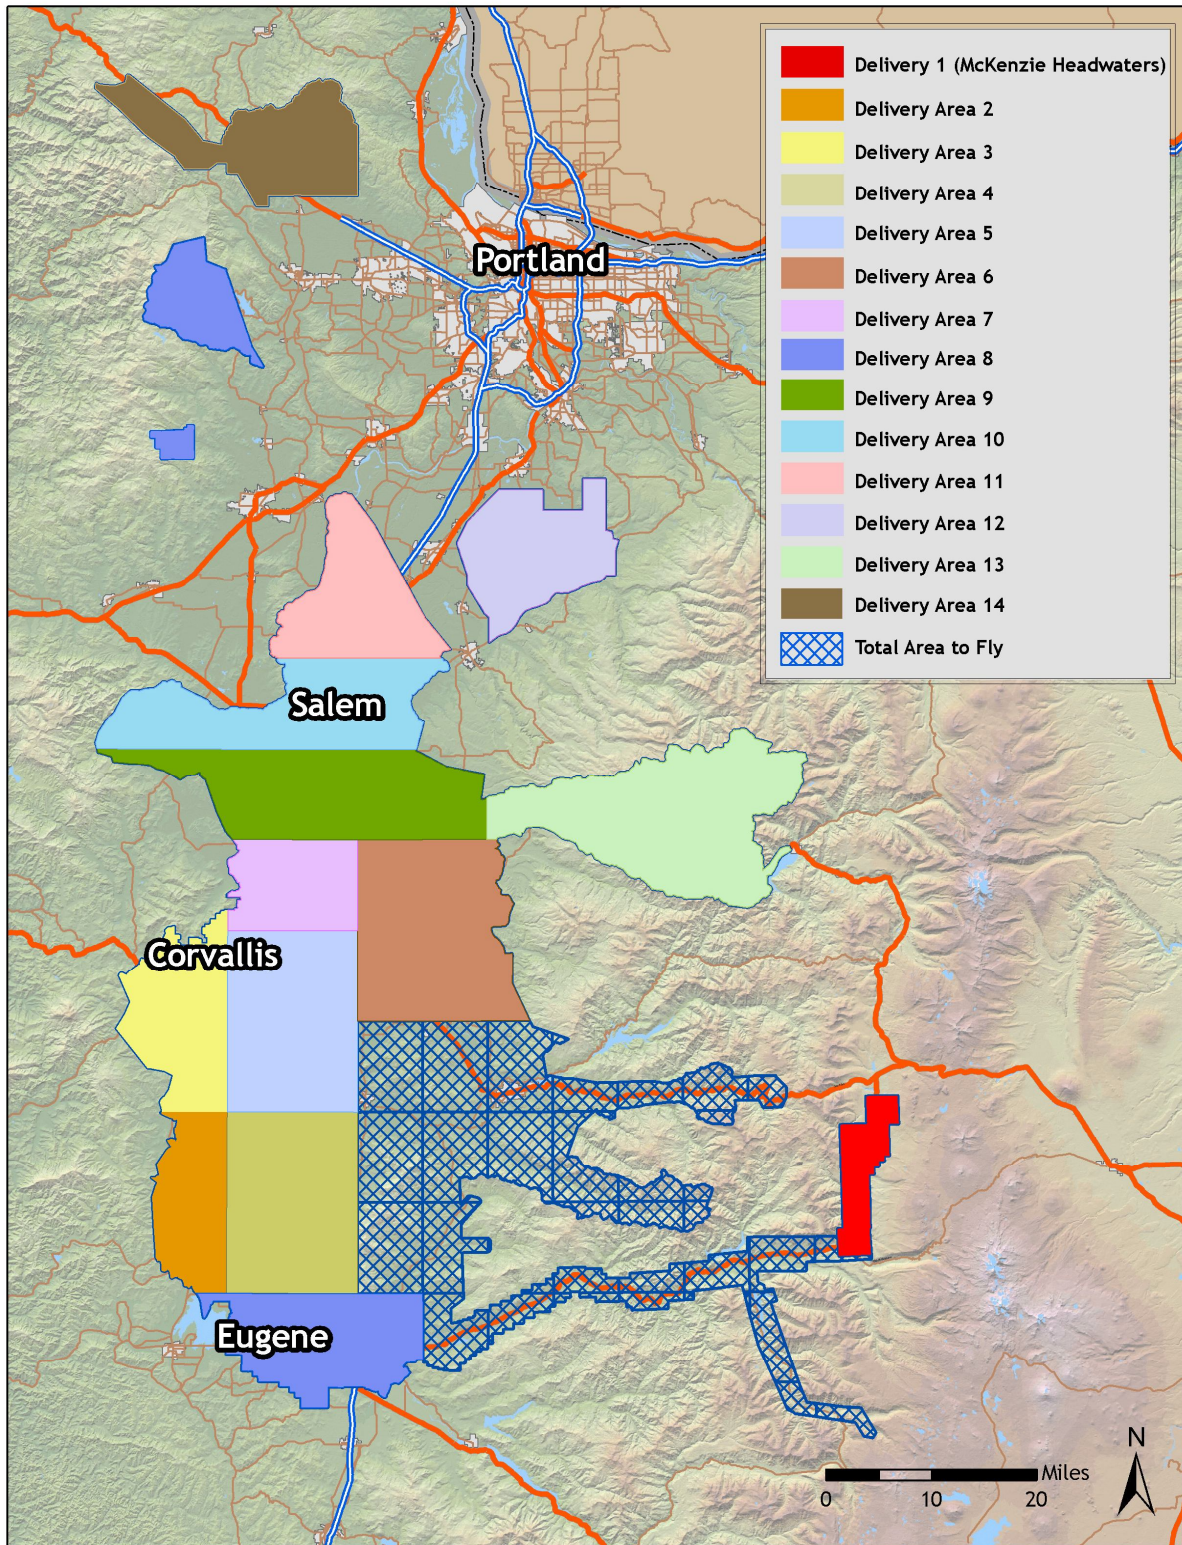 Delivery 1 (McKenzie Headwaters)
Delivery Area 2
Delivery Area 3
Delivery Area 4
Delivery Area 5
Delivery Area 6
Delivery Area 7
Delivery Area 8
Delivery Area 9
Delivery Area 10
Delivery Area 11
Delivery Area 12
Delivery Area 13
Delivery Area 14
Total Area to Fly
Portland
Salem
Corvallis
Eugene
N
Miles
0 10 20